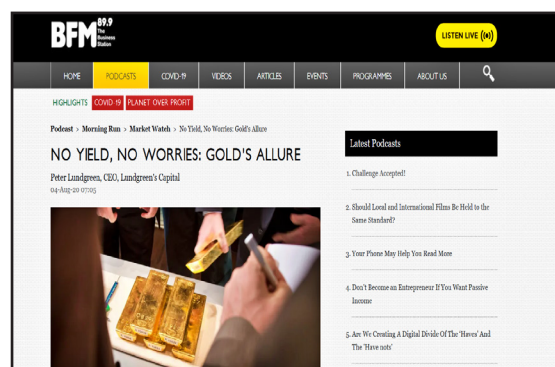 BFM 89.9
The
Business
Station
LISTEN LIVE
HOME PODCASTS COVID-19 VIDEOS ARTICLES EVENTS PROGRAMMES ABOUT US
HIGHLIGHTS COVID-19 PLANET OVER PROFIT
Podcast > Morning Run > Market Watch > No Yield, No Worries: Gold's Allure
NO YIELD, NO WORRIES: GOLD'S ALLURE
Peter Lundgreen, CEO, Lundgreen's Capital
04-Aug-20 07:05
Latest Podcasts
1. Challenge Accepted!
2. Should Local and International Films Be Held to the
Same Standard?
3. Your Phone May Help You Read More
4. Don't Become an Entrepreneur If You Want Passive
Income
5. Are We Creating A Digital Divide Of The 'Haves' And
The 'Have nots'